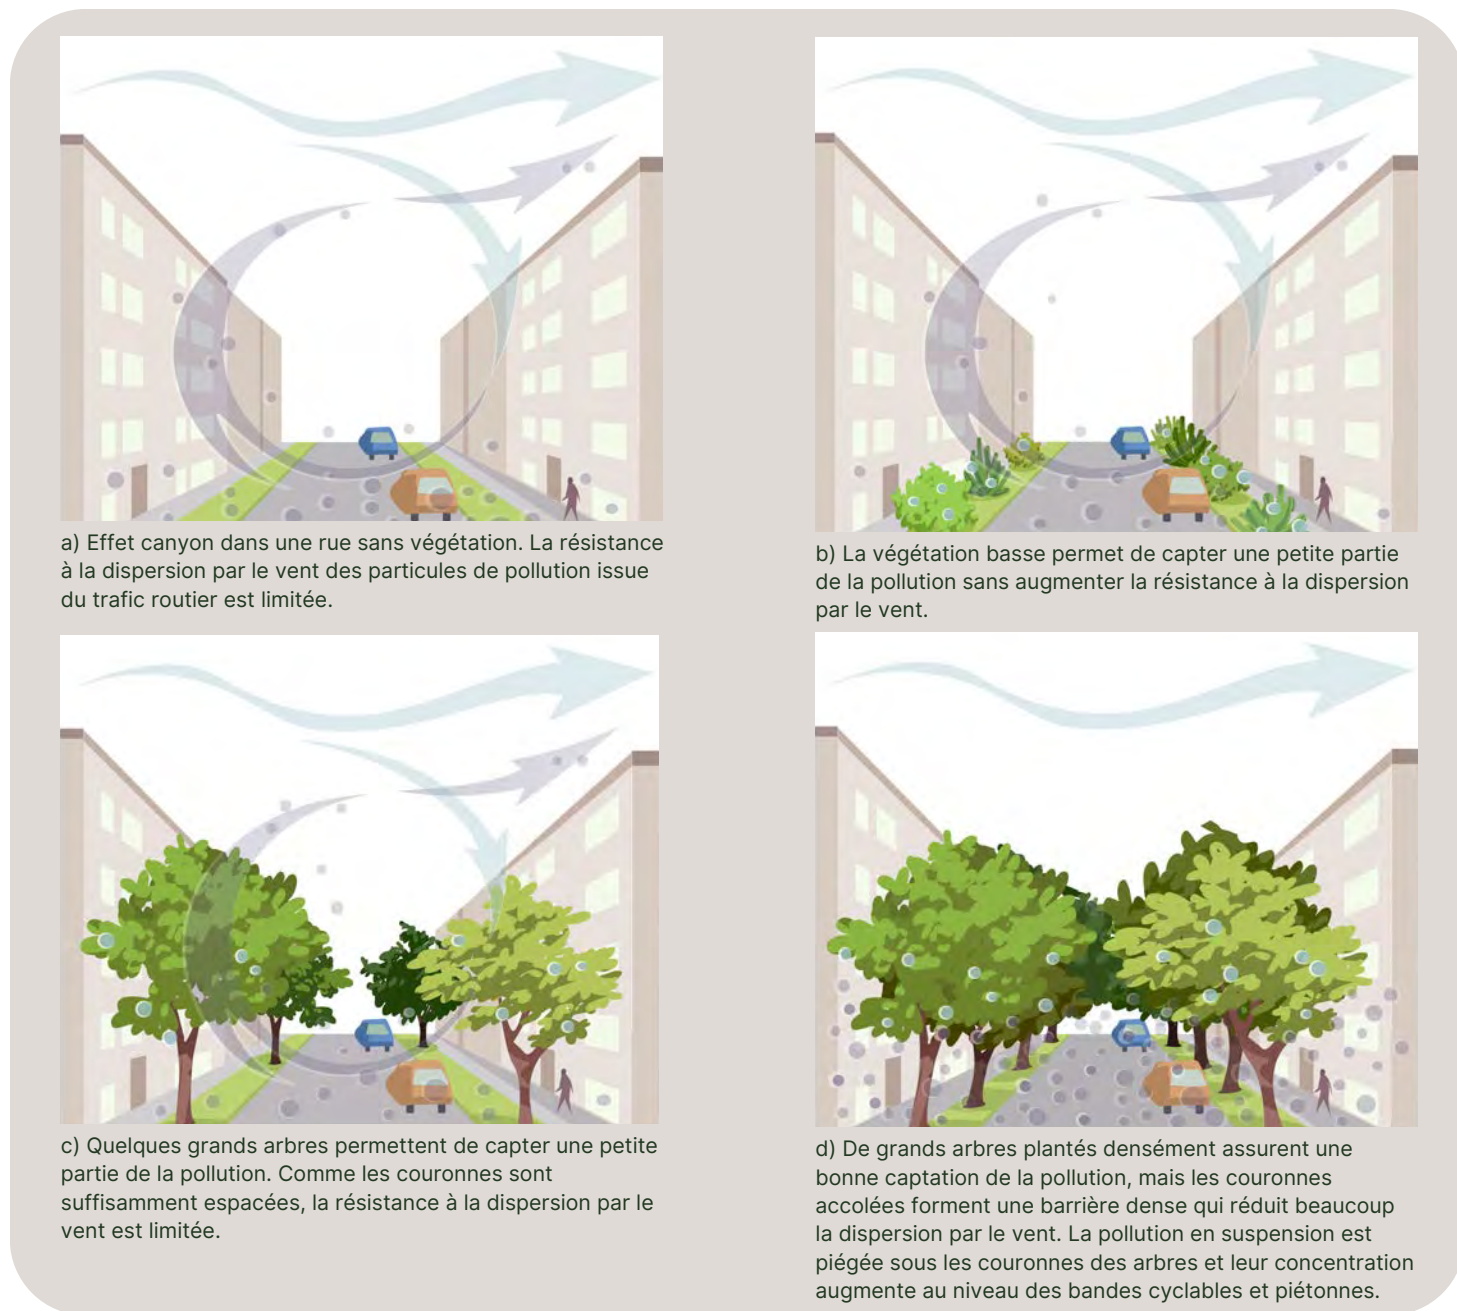 a) Effet canyon dans une rue sans végétation. La résistance
à la dispersion par le vent des particules de pollution issue
du trafic routier est limitée.
b) La végétation basse permet de capter une petite partie
de la pollution sans augmenter la résistance à la dispersion
par le vent.
c) Quelques grands arbres permettent de capter une petite
partie de la pollution. Comme les couronnes sont
suffisamment espacées, la résistance à la dispersion par le
vent est limitée.
d) De grands arbres plantés densément assurent une
bonne captation de la pollution, mais les couronnes
accolées forment une barrière dense qui réduit beaucoup
la dispersion par le vent. La pollution en suspension est
piégée sous les couronnes des arbres et leur concentration
augmente au niveau des bandes cyclables et piétonnes.